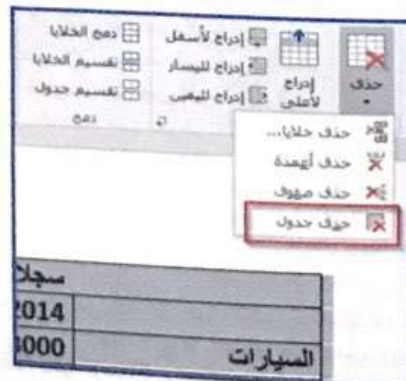 حذف
إدراج لأعلى
إدراج لأسفل
إدراج لليسار
إدراج لليمين
دمج الخلايا
تقسيم الخلايا
تقسيم جدول
دمج
حذف خلايا...
حذف أعمدة
حذف صفوف
حذف جدول
سجلا
2014
السيارات
3000